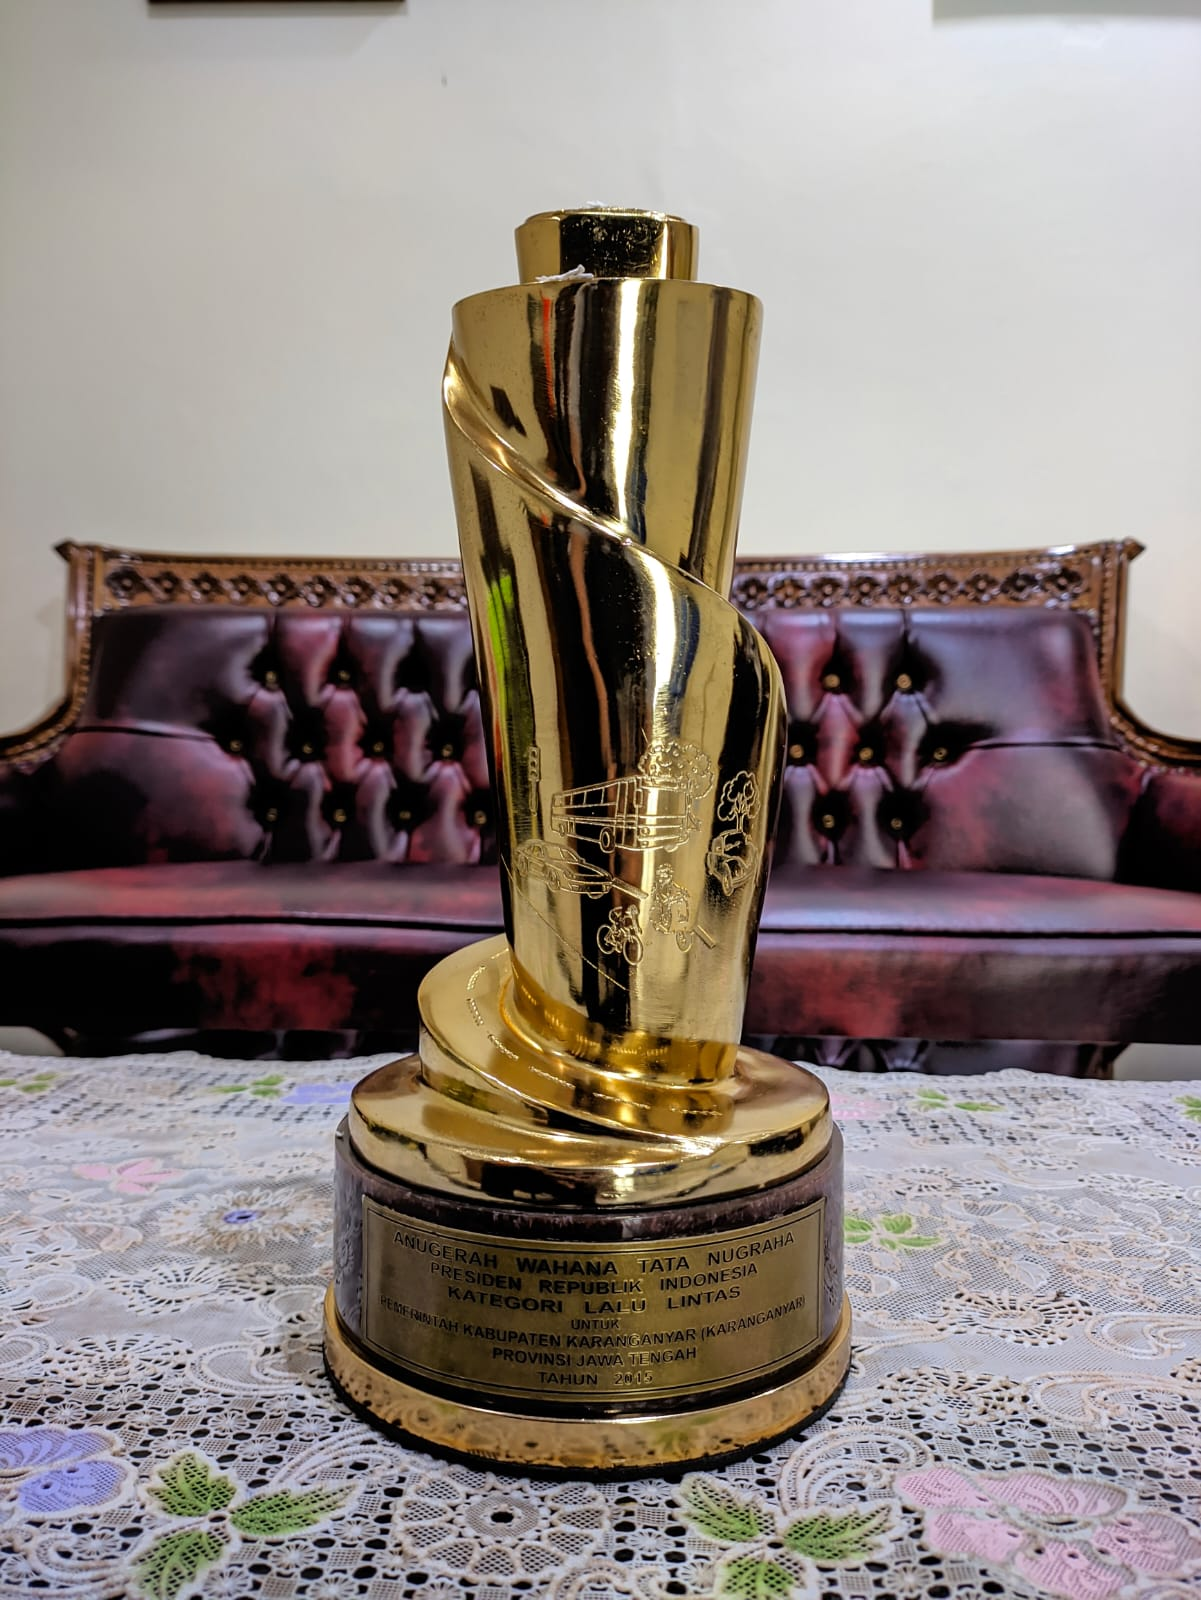 ANUGERAH WAHANA TATA NUGRAHA
PRESIDEN REPUBLIK INDONESIA
KATEGORI LALU LINTAS
UNTUK
PEMERINTAH KABUPATEN KARANGANYAR (KARANGANYAR)
PROVINSI JAWA TENGAH
TAHUN 2015